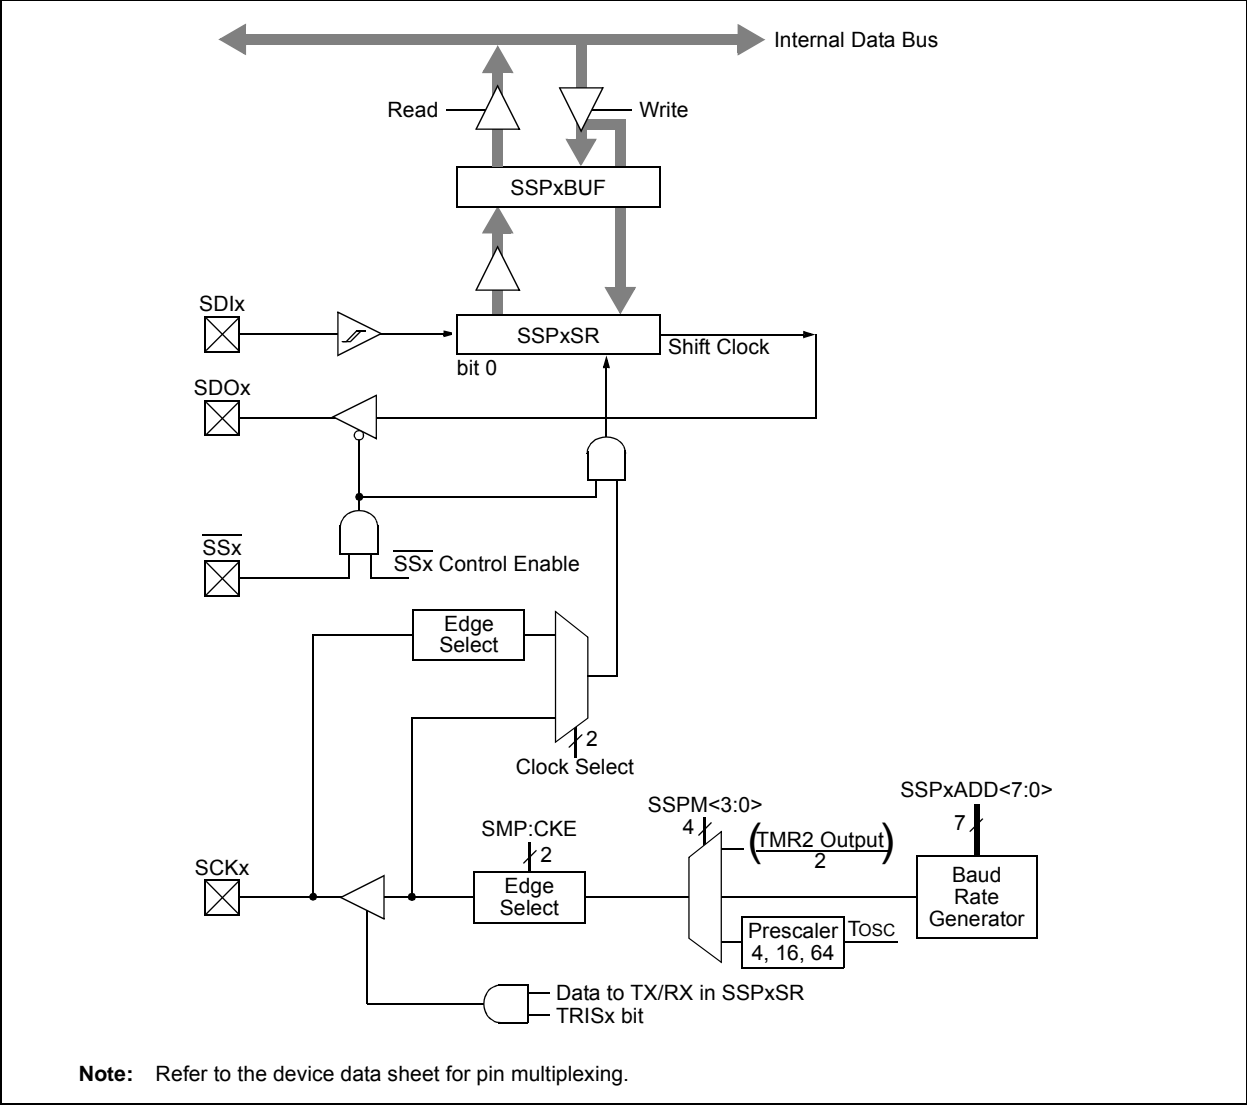 Internal Data Bus
Read
Write
SSPxBUF
SDIx
SSPxSR
Shift Clock
bit 0
SDOx
SSx
SSx Control Enable
Edge
Select
2
Clock Select
SSPxADD<7:0>
SSPM<3:0>
4
7
SMP:CKE
2
(TMR2 Output)
2
SCKx
Edge
Select
Baud
Rate
Generator
Prescaler
4, 16, 64
TOSC
Data to TX/RX in SSPxSR
TRISx bit
Note: Refer to the device data sheet for pin multiplexing.